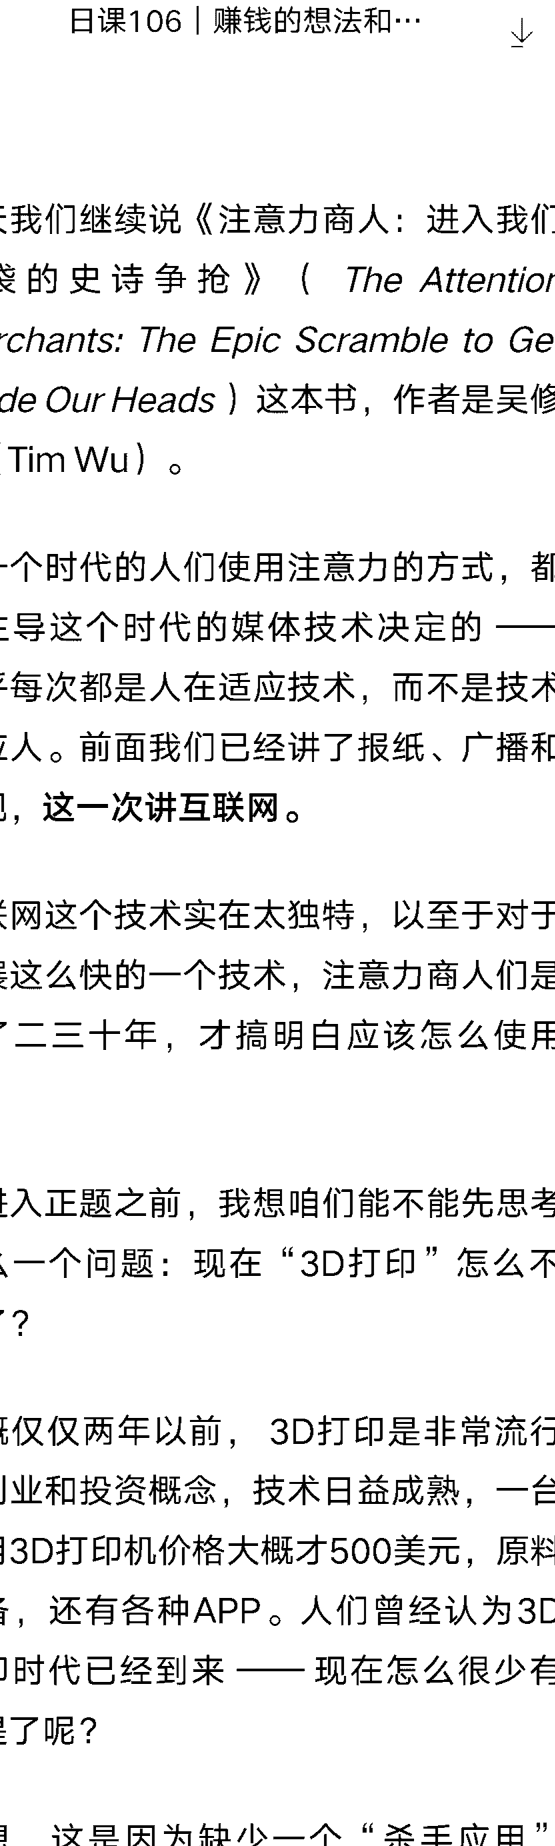 日课106｜赚钱的想法和…
我们继续说《注意力商人：进入我们
的史诗争抢》（ The Attention
rchants: The Epic Scramble to Ge
de Our Heads ）这本书，作者是吴修
（Tim Wu）。
一个时代的人们使用注意力的方式，都
主导这个时代的媒体技术决定的 ——
乎每次都是人在适应技术，而不是技术
应人。前面我们已经讲了报纸、广播和
，这一次讲互联网。
联网这个技术实在太独特，以至于对于
展这么快的一个技术，注意力商人们是
了二三十年，才搞明白应该怎么使用
进入正题之前，我想咱们能不能先思考
么一个问题：现在“3D打印”怎么不
了？
概仅仅两年以前， 3D打印是非常流行
创业和投资概念，技术日益成熟，一台
用3D打印机价格大概才500美元，原料
备，还有各种APP。人们曾经认为3D
印时代已经到来 —— 现在怎么很少有
提了呢？
想，这是因为缺少一个“杀手应用”